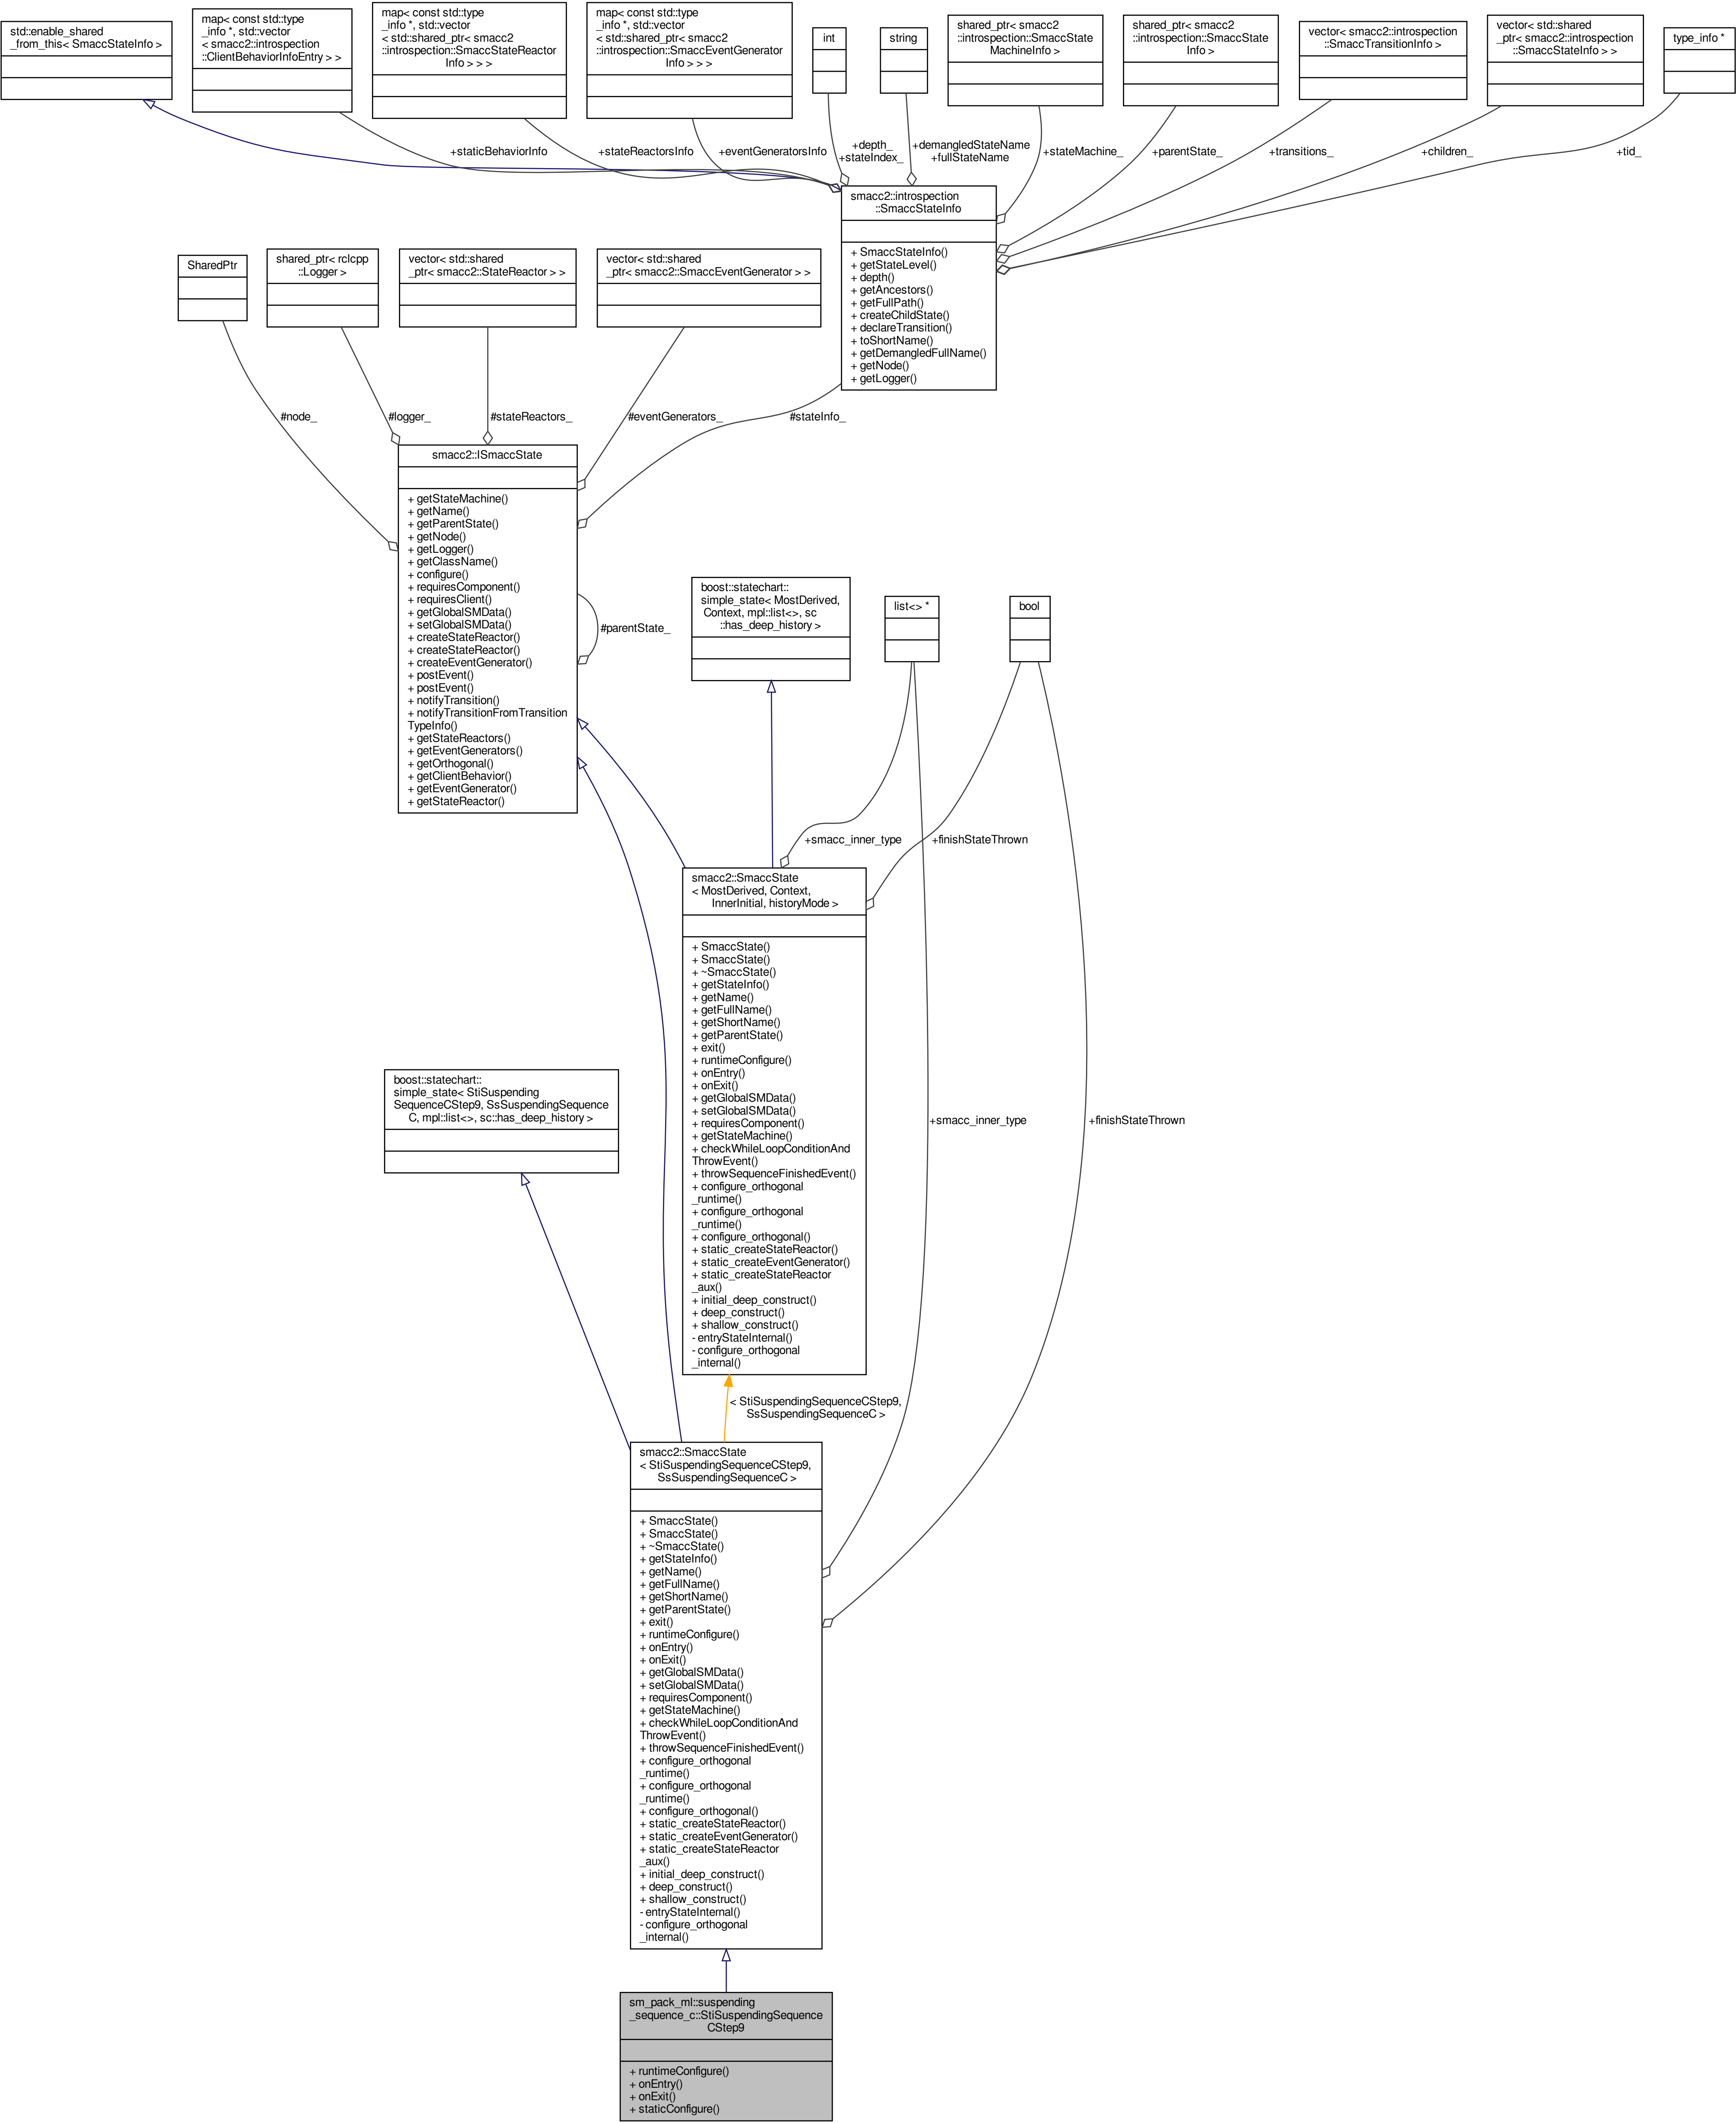 std::enable_shared
_from_this< SmaccStateInfo >
map< const std::type
_info *, std::vector
< smacc2::introspection
::ClientBehaviorInfoEntry > >
map< const std::type
_info *, std::vector
< std::shared_ptr< smacc2
::introspection::SmaccStateReactor
Info > > >
map< const std::type
_info *, std::vector
< std::shared_ptr< smacc2
::introspection::SmaccEventGenerator
Info > > >
int
string
shared_ptr< smacc2
::introspection::SmaccState
MachineInfo >
shared_ptr< smacc2
::introspection::SmaccState
Info >
vector< smacc2::introspection
::SmaccTransitionInfo >
vector< std::shared
_ptr< smacc2::introspection
::SmaccStateInfo > >
type_info *
+staticBehaviorInfo
+stateReactorsInfo
+eventGeneratorsInfo
+depth_
+stateIndex_
+demangledStateName
+fullStateName
+stateMachine_
+parentState_
+transitions_
+children_
+tid_
smacc2::introspection
::SmaccStateInfo
+ SmaccStateInfo()
+ getStateLevel()
+ depth()
+ getAncestors()
+ getFullPath()
+ createChildState()
+ declareTransition()
+ toShortName()
+ getDemangledFullName()
+ getNode()
+ getLogger()
SharedPtr
shared_ptr< rclcpp
::Logger >
vector< std::shared
_ptr< smacc2::StateReactor > >
vector< std::shared
_ptr< smacc2::SmaccEventGenerator > >
#node_
#logger_
#stateReactors_
#eventGenerators_
#stateInfo_
smacc2::ISmaccState
+ getStateMachine()
+ getName()
+ getParentState()
+ getNode()
+ getLogger()
+ getClassName()
+ configure()
+ requiresComponent()
+ requiresClient()
+ getGlobalSMData()
+ setGlobalSMData()
+ createStateReactor()
+ createStateReactor()
+ createEventGenerator()
+ postEvent()
+ postEvent()
+ notifyTransition()
+ notifyTransitionFromTransition
TypeInfo()
+ getStateReactors()
+ getEventGenerators()
+ getOrthogonal()
+ getClientBehavior()
+ getEventGenerator()
+ getStateReactor()
#parentState_
boost::statechart::
simple_state< MostDerived,
Context, mpl::list<>, sc
::has_deep_history >
list<> *
bool
+smacc_inner_type
+finishStateThrown
smacc2::SmaccState
< MostDerived, Context,
InnerInitial, historyMode >
+ SmaccState()
+ SmaccState()
+ ~SmaccState()
+ getStateInfo()
+ getName()
+ getFullName()
+ getShortName()
+ getParentState()
+ exit()
+ runtimeConfigure()
+ onEntry()
+ onExit()
+ getGlobalSMData()
+ setGlobalSMData()
+ requiresComponent()
+ getStateMachine()
+ checkWhileLoopConditionAnd
ThrowEvent()
+ throwSequenceFinishedEvent()
+ configure_orthogonal
_runtime()
+ configure_orthogonal
_runtime()
+ configure_orthogonal()
+ static_createStateReactor()
+ static_createEventGenerator()
+ static_createStateReactor
_aux()
+ initial_deep_construct()
+ deep_construct()
+ shallow_construct()
- entryStateInternal()
- configure_orthogonal
_internal()
boost::statechart::
simple_state< StiSuspending
SequenceCStep9, SsSuspendingSequence
C, mpl::list<>, sc::has_deep_history >
+smacc_inner_type
+finishStateThrown
< StiSuspendingSequenceCStep9,
SsSuspendingSequenceC >
smacc2::SmaccState
< StiSuspendingSequenceCStep9,
SsSuspendingSequenceC >
+ SmaccState()
+ SmaccState()
+ ~SmaccState()
+ getStateInfo()
+ getName()
+ getFullName()
+ getShortName()
+ getParentState()
+ exit()
+ runtimeConfigure()
+ onEntry()
+ onExit()
+ getGlobalSMData()
+ setGlobalSMData()
+ requiresComponent()
+ getStateMachine()
+ checkWhileLoopConditionAnd
ThrowEvent()
+ throwSequenceFinishedEvent()
+ configure_orthogonal
_runtime()
+ configure_orthogonal
_runtime()
+ configure_orthogonal()
+ static_createStateReactor()
+ static_createEventGenerator()
+ static_createStateReactor
_aux()
+ initial_deep_construct()
+ deep_construct()
+ shallow_construct()
- entryStateInternal()
- configure_orthogonal
_internal()
sm_pack_ml::suspending
_sequence_c::StiSuspendingSequence
CStep9
+ runtimeConfigure()
+ onEntry()
+ onExit()
+ staticConfigure()